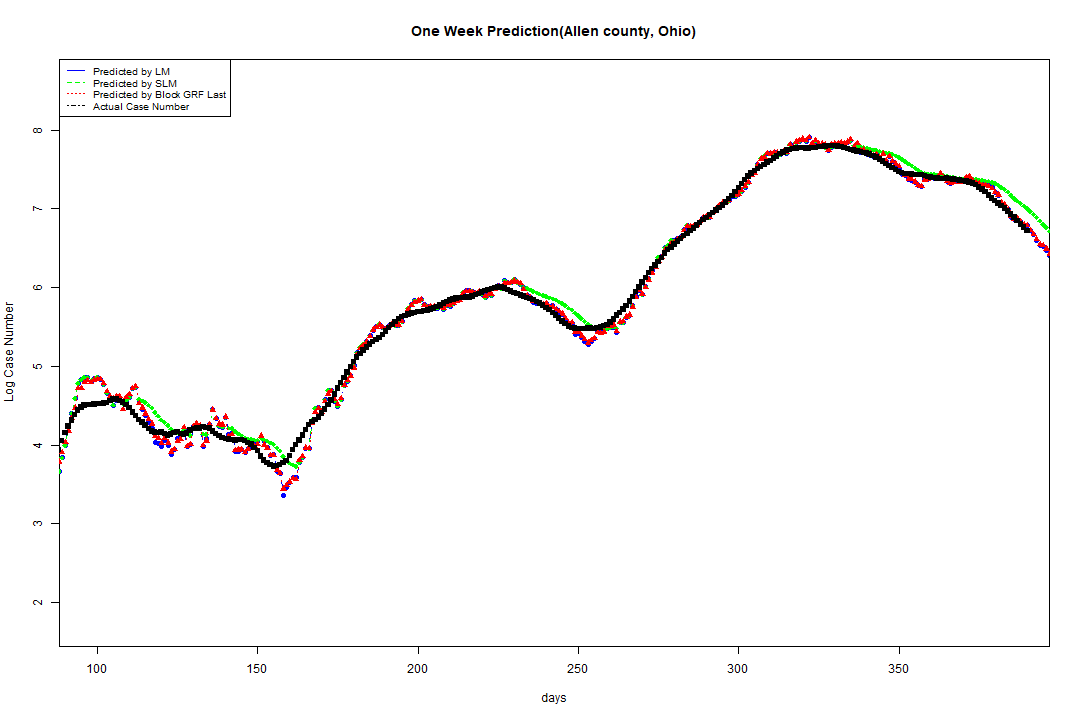 One Week Prediction(Allen county, Ohio)
Predicted by LM
Predicted by SLM
Predicted by Block GRF Last
Actual Case Number
8
7
6
5
4
3
2
Log Case Number
100 150 200 250 300 350
days